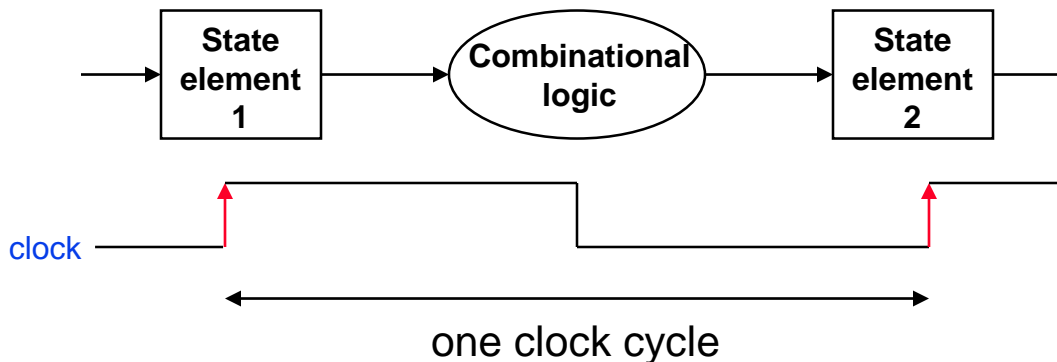 State
element
1
Combinational
logic
State
element
2
clock
one clock cycle